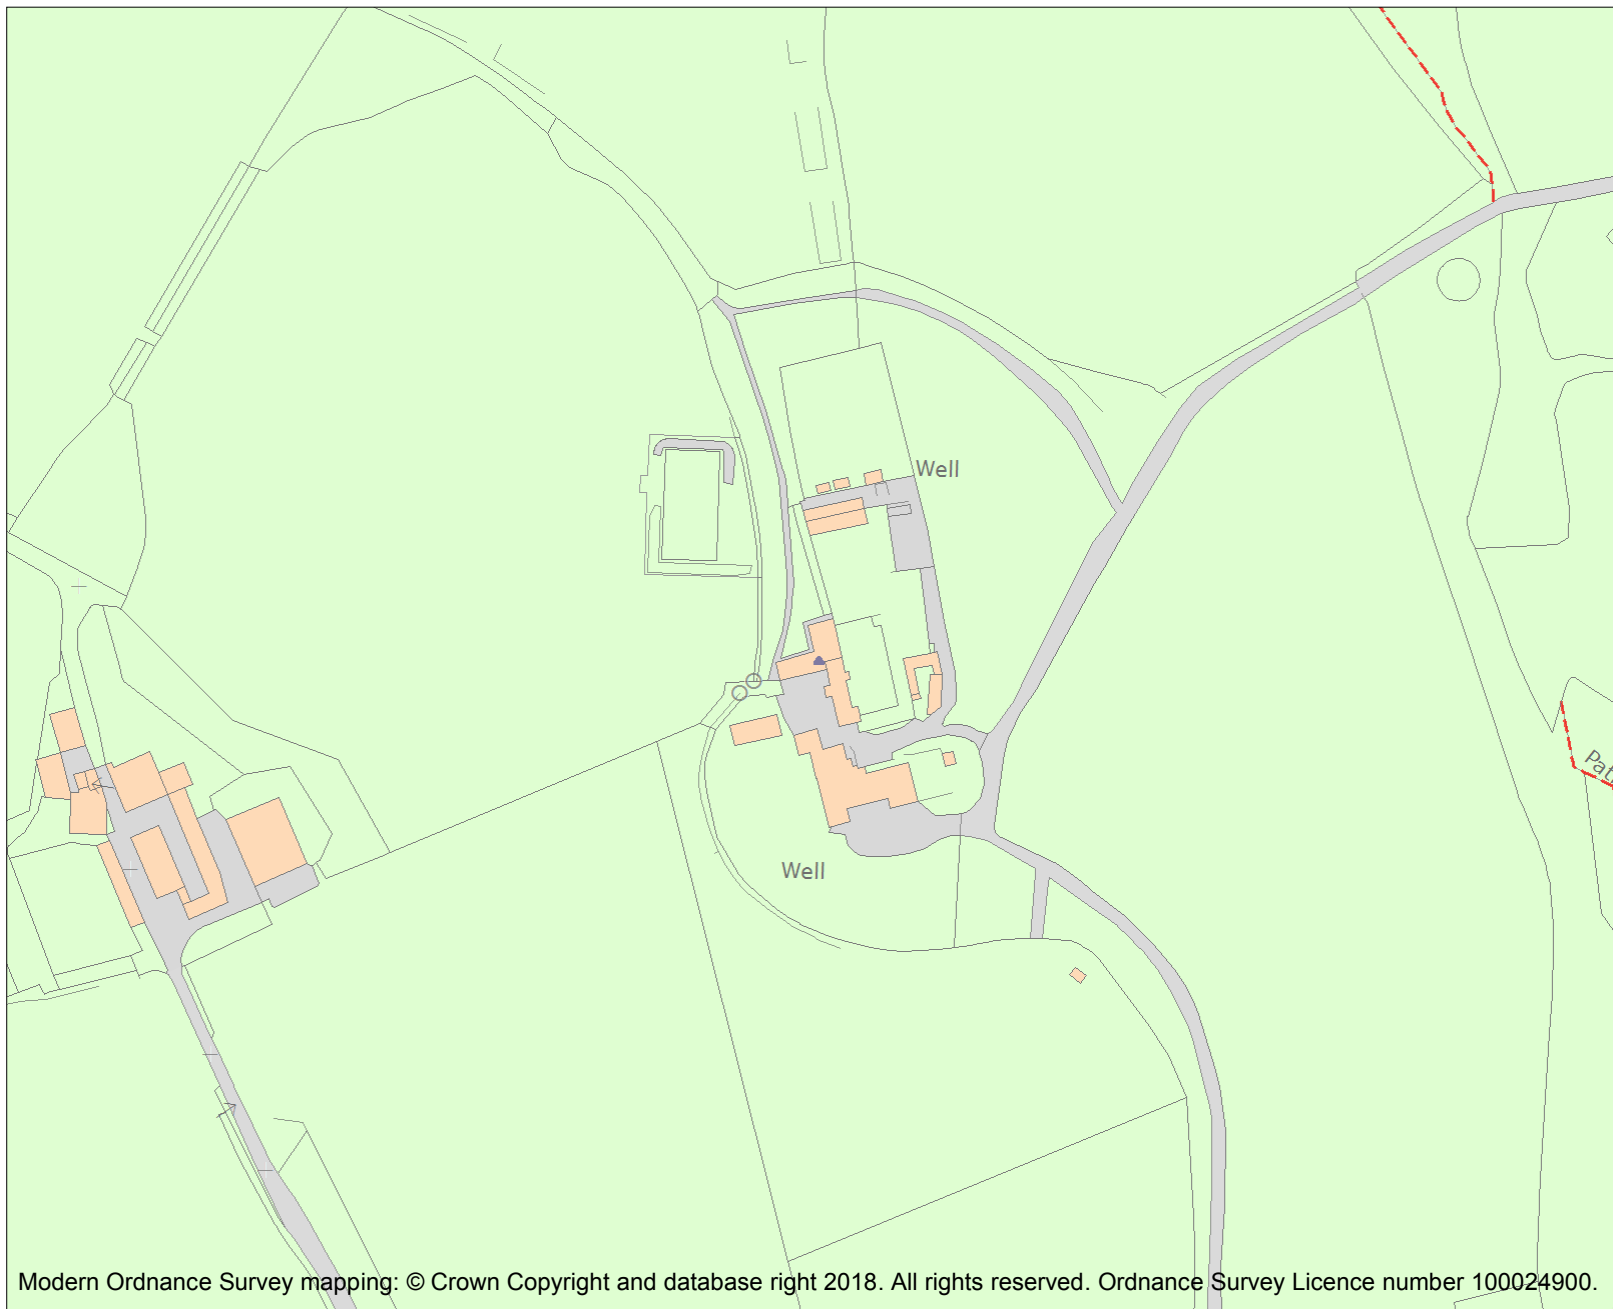 Well
Well
Modern Ordnance Survey mapping: © Crown Copyright and database right 2018. All rights reserved. Ordnance Survey Licence number 100024900.